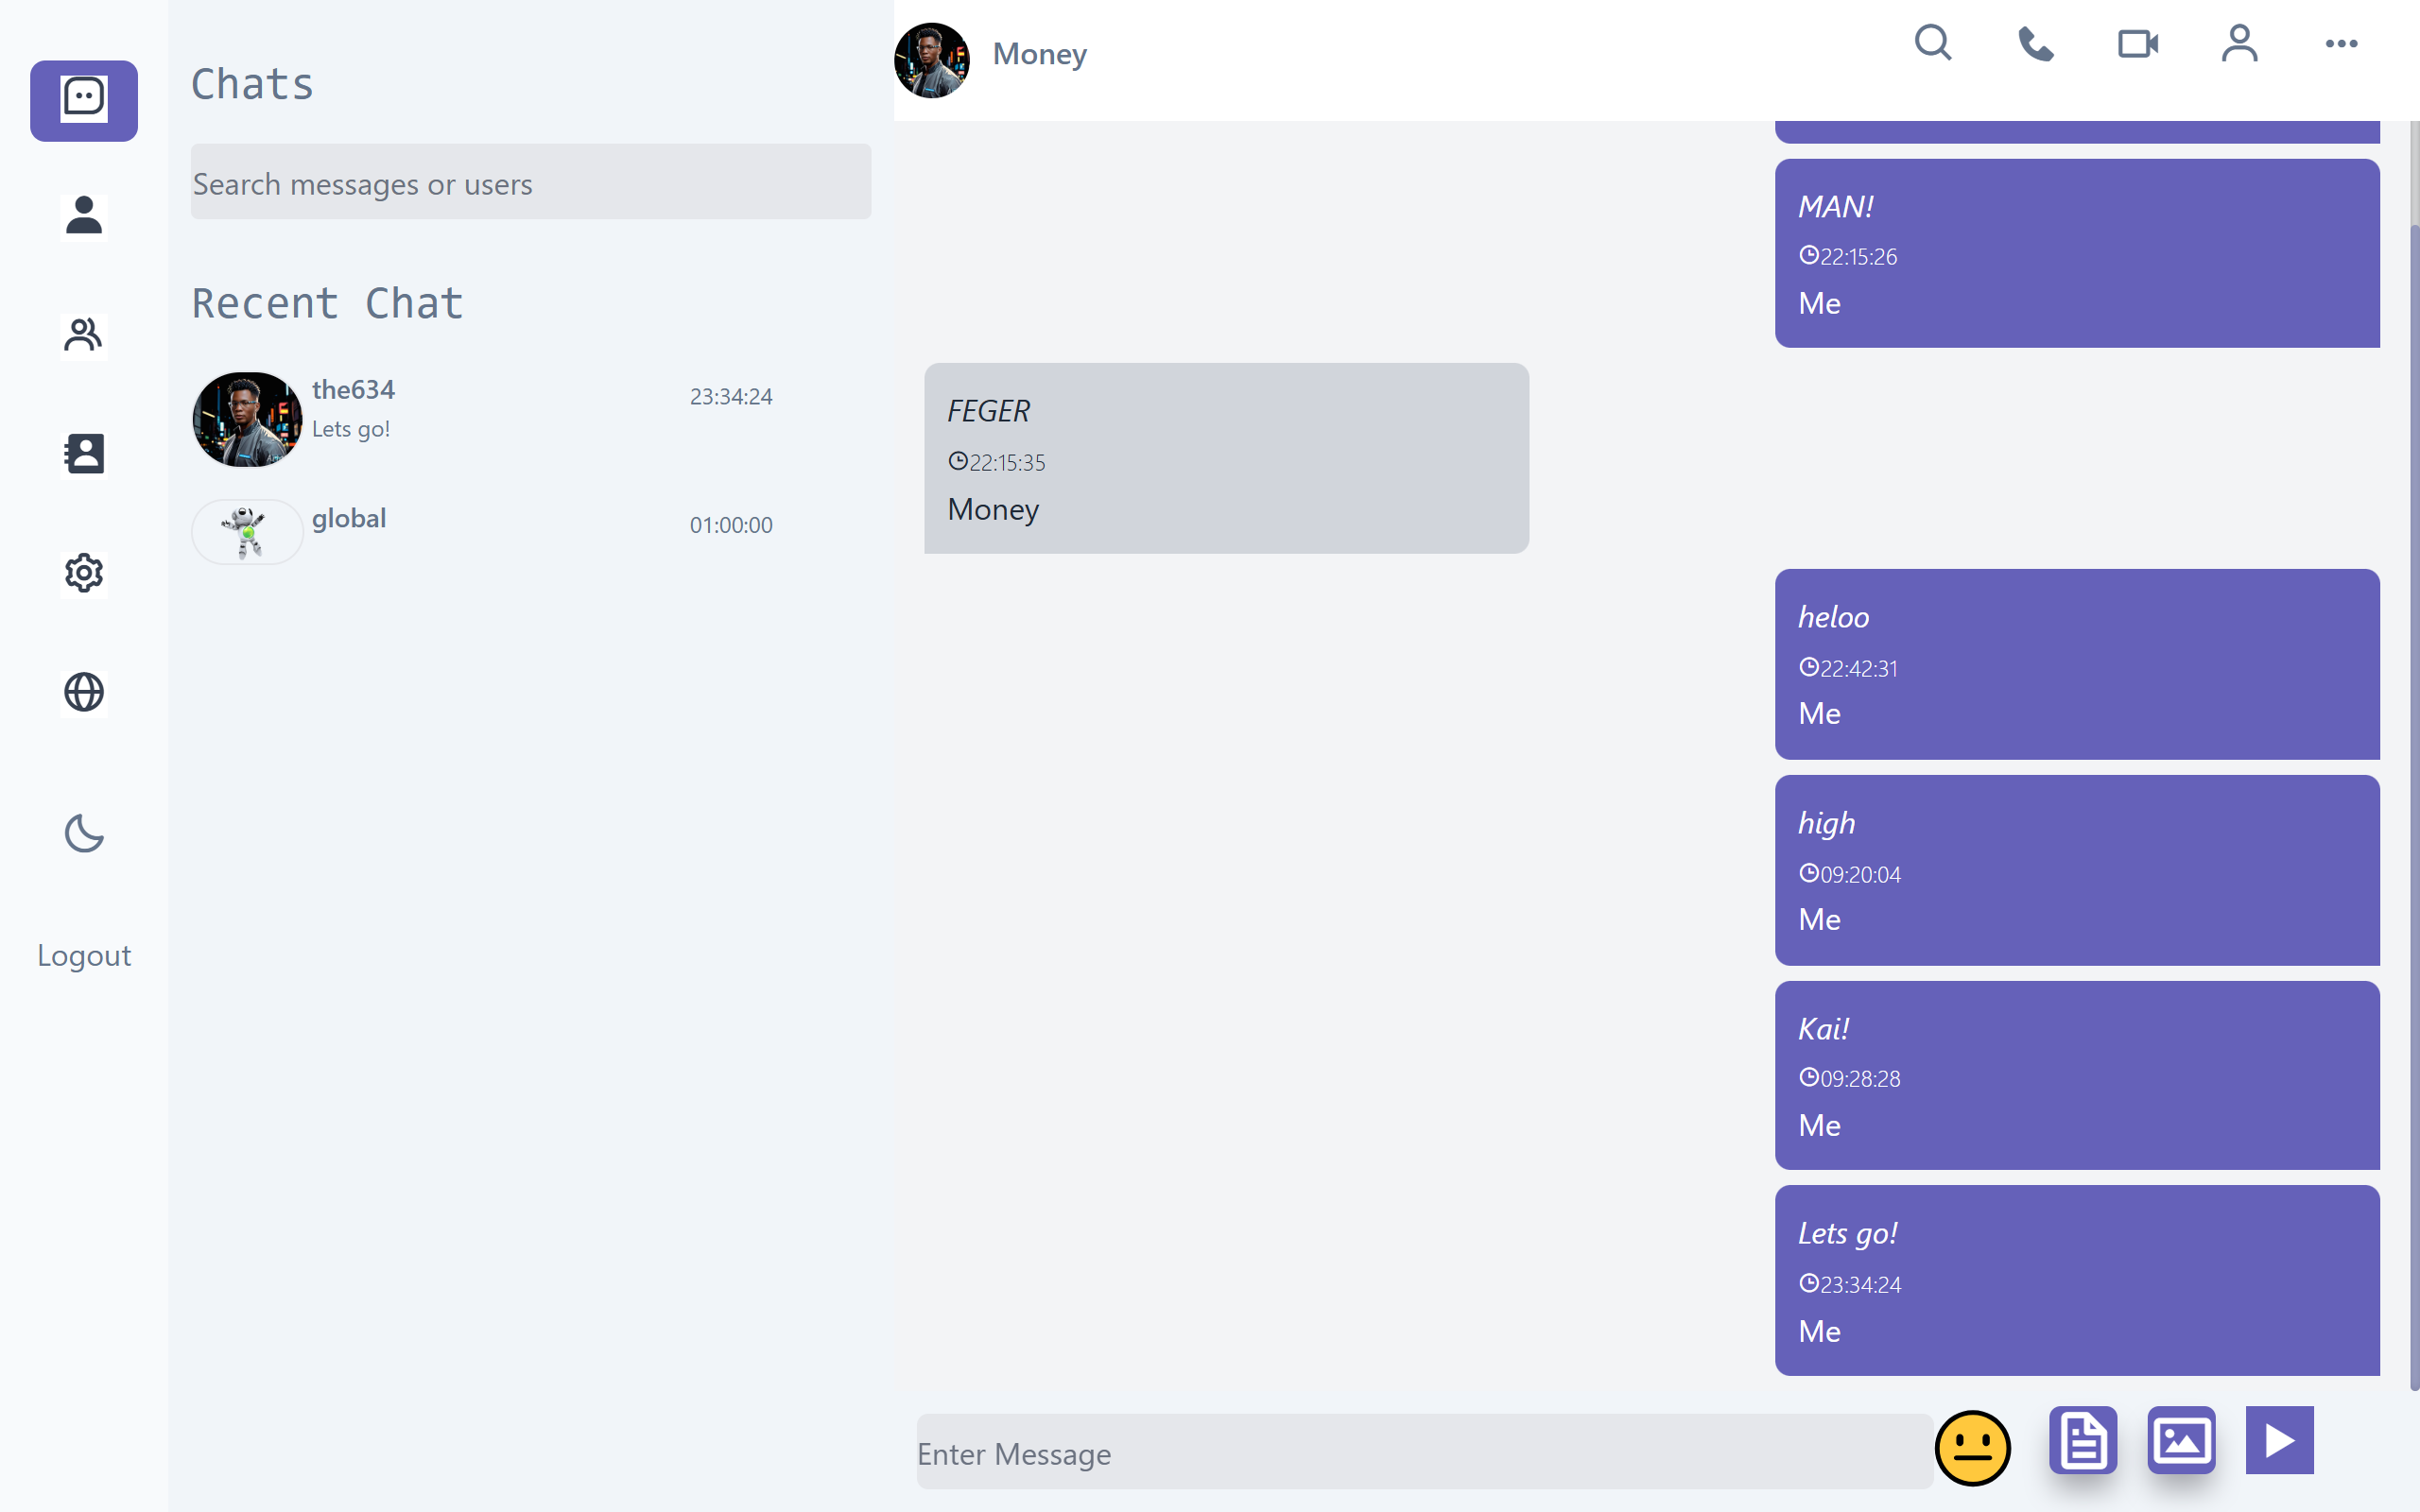 Chats
Search messages or users
Recent Chat
the634
23:34:24
Lets go!
global
01:00:00
Logout
Money
MAN!
22:15:26
Me
FEGER
22:15:35
Money
heloo
22:42:31
Me
high
09:20:04
Me
Kai!
09:28:28
Me
Lets go!
23:34:24
Me
Enter Message